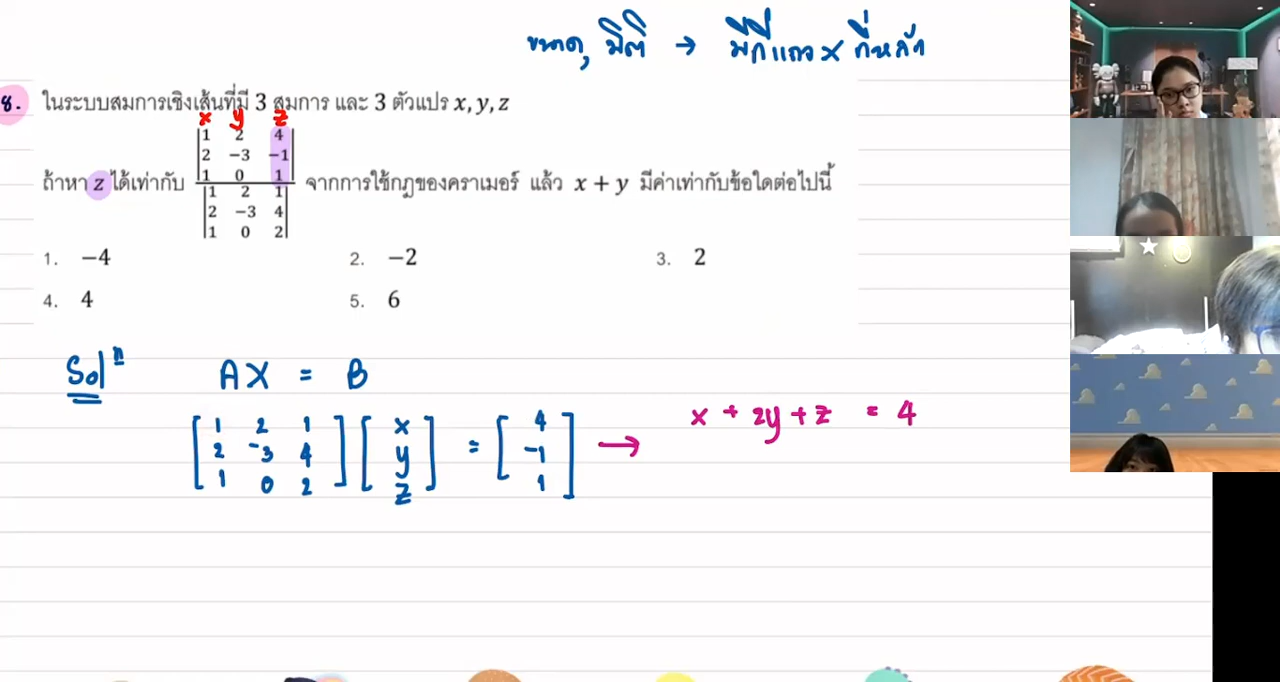 ขนาด, มิติ → มีกี่แถว x กี่หลัก
8. ในระบบสมการเชิงเส้นที่มี 3 สมการ และ 3 ตัวแปร x, y, z
x y z
|1 2 4|
|2 −3 −1|
|1 0 1|
ถ้าหา z ได้เท่ากับ จากการใช้กฎของคราเมอร์ แล้ว x + y มีค่าเท่ากับข้อใดต่อไปนี้
|1 2 1|
|2 −3 4|
|1 0 2|
1. −4 2. −2 3. 2
4. 4 5. 6
Solⁿ AX = B
[1 2 1] [x] = [4] → x + 2y + z = 4
[2 -3 4] [y] [-1]
[1 0 2] [z] [1]